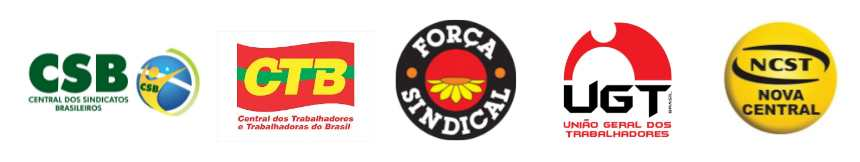 CSB
CENTRAL DOS SINDICATOS
BRASILEIROS
CSB
CTB
Central dos Trabalhadores
e Trabalhadoras do Brasil
FORÇA
SINDICAL
UGT
BRASIL
UNIÃO GERAL DOS
TRABALHADORES
NCST
NOVA
CENTRAL